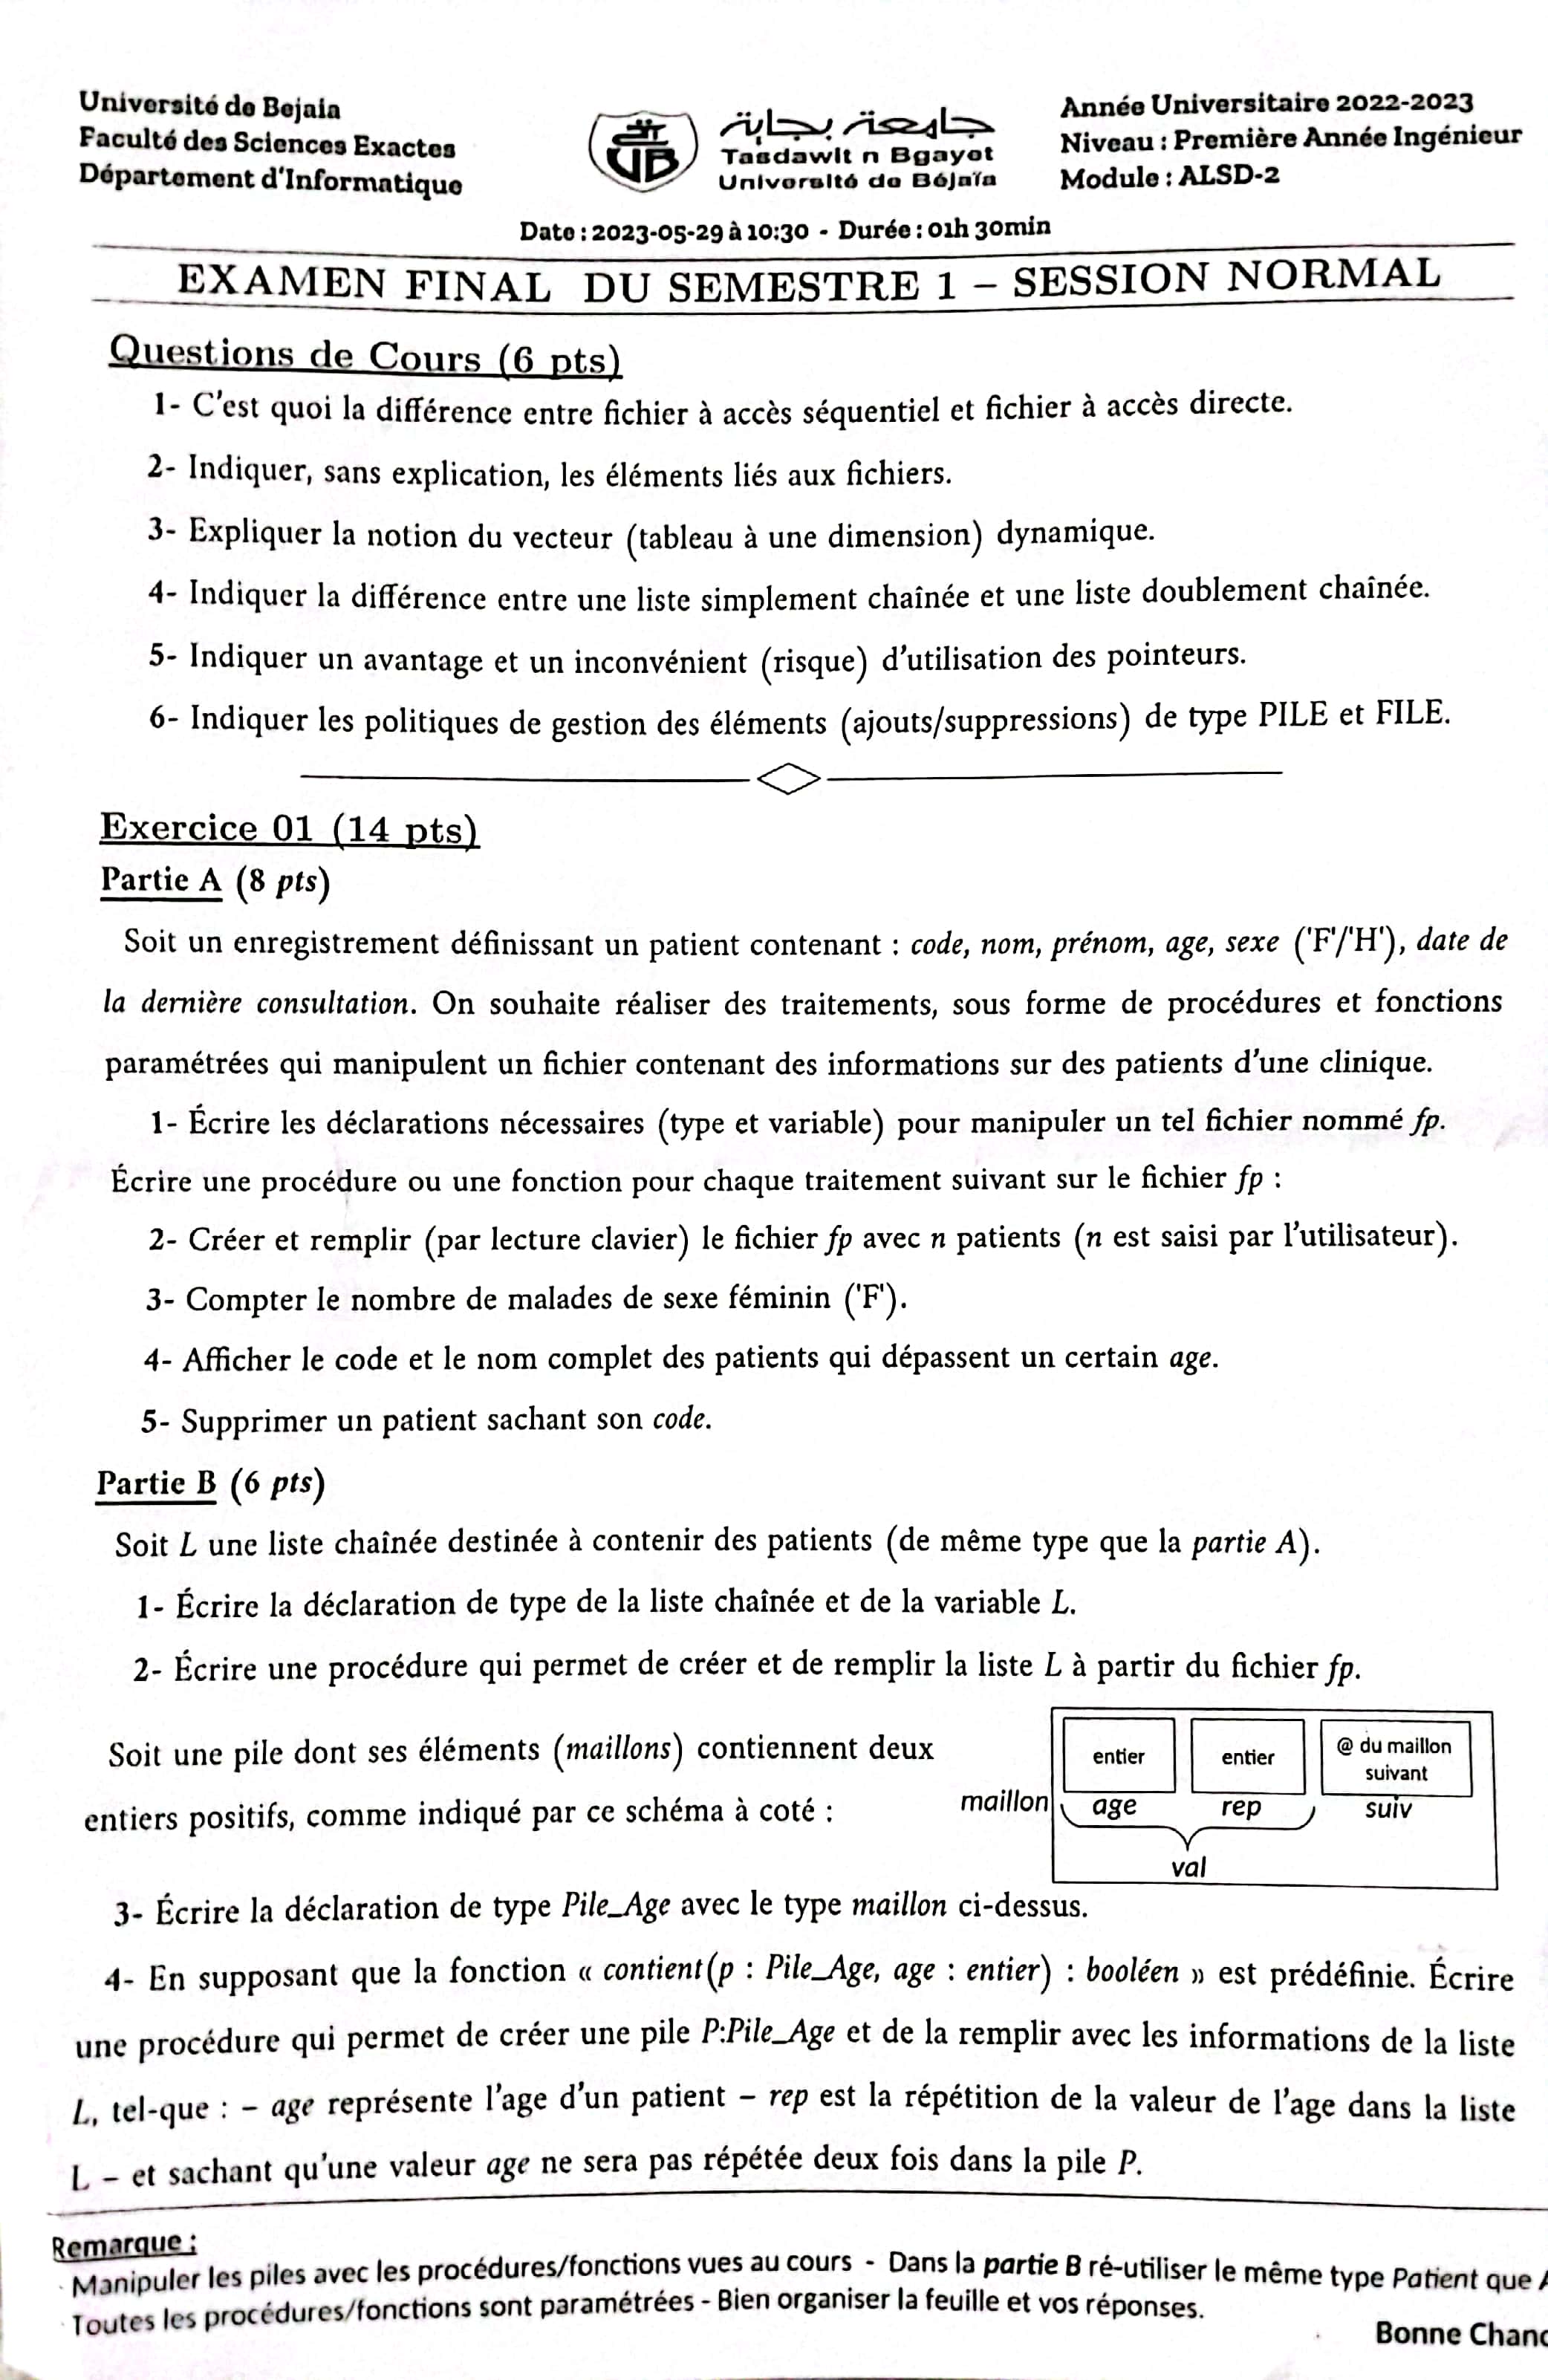 Université de Bejaia
Faculté des Sciences Exactes
Département d'Informatique
UB
جامعة بجاية
Tasdawit n Bgayet
Université de Béjaïa
Année Universitaire 2022-2023
Niveau : Première Année Ingénieur
Module : ALSD-2
Date : 2023-05-29 à 10:30 - Durée : 01h 30min
EXAMEN FINAL DU SEMESTRE 1 – SESSION NORMAL
Questions de Cours (6 pts)
1- C'est quoi la différence entre fichier à accès séquentiel et fichier à accès directe.
2- Indiquer, sans explication, les éléments liés aux fichiers.
3- Expliquer la notion du vecteur (tableau à une dimension) dynamique.
4- Indiquer la différence entre une liste simplement chaînée et une liste doublement chaînée.
5- Indiquer un avantage et un inconvénient (risque) d'utilisation des pointeurs.
6- Indiquer les politiques de gestion des éléments (ajouts/suppressions) de type PILE et FILE.
Exercice 01 (14 pts)
Partie A (8 pts)
Soit un enregistrement définissant un patient contenant : code, nom, prénom, age, sexe ('F'/'H'), date de
la dernière consultation. On souhaite réaliser des traitements, sous forme de procédures et fonctions
paramétrées qui manipulent un fichier contenant des informations sur des patients d'une clinique.
1- Écrire les déclarations nécessaires (type et variable) pour manipuler un tel fichier nommé fp.
Écrire une procédure ou une fonction pour chaque traitement suivant sur le fichier fp :
2- Créer et remplir (par lecture clavier) le fichier fp avec n patients (n est saisi par l'utilisateur).
3- Compter le nombre de malades de sexe féminin ('F').
4- Afficher le code et le nom complet des patients qui dépassent un certain age.
5- Supprimer un patient sachant son code.
Partie B (6 pts)
Soit L une liste chaînée destinée à contenir des patients (de même type que la partie A).
1- Écrire la déclaration de type de la liste chaînée et de la variable L.
2- Écrire une procédure qui permet de créer et de remplir la liste L à partir du fichier fp.
Soit une pile dont ses éléments (maillons) contiennent deux
entiers positifs, comme indiqué par ce schéma à coté :
entier entier @ du maillon
suivant
maillon age rep suiv
val
3- Écrire la déclaration de type Pile_Age avec le type maillon ci-dessus.
4- En supposant que la fonction « contient(p : Pile_Age, age : entier) : booléen » est prédéfinie. Écrire
une procédure qui permet de créer une pile P:Pile_Age et de la remplir avec les informations de la liste
L, tel-que : – age représente l'age d'un patient – rep est la répétition de la valeur de l'age dans la liste
L – et sachant qu'une valeur age ne sera pas répétée deux fois dans la pile P.
Remarque :
· Manipuler les piles avec les procédures/fonctions vues au cours - Dans la partie B ré-utiliser le même type Patient que A
· Toutes les procédures/fonctions sont paramétrées - Bien organiser la feuille et vos réponses.
Bonne Chanc